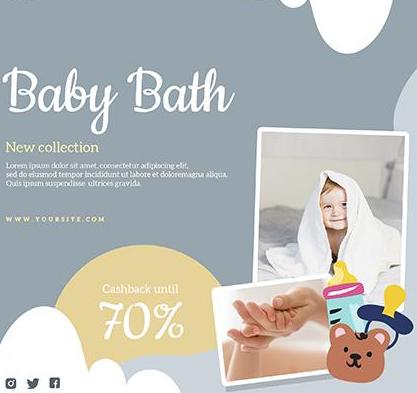 Baby Bath
New collection
Lorem ipsum dolor sit amet, consectetur adipiscing elit,
sed do eiusmod tempor incididunt ut labore et doloremagna aliqua.
Quis ipsum suspendisse ultrices gravida.
WWW.YOURSITE.COM
Cashback until
70%